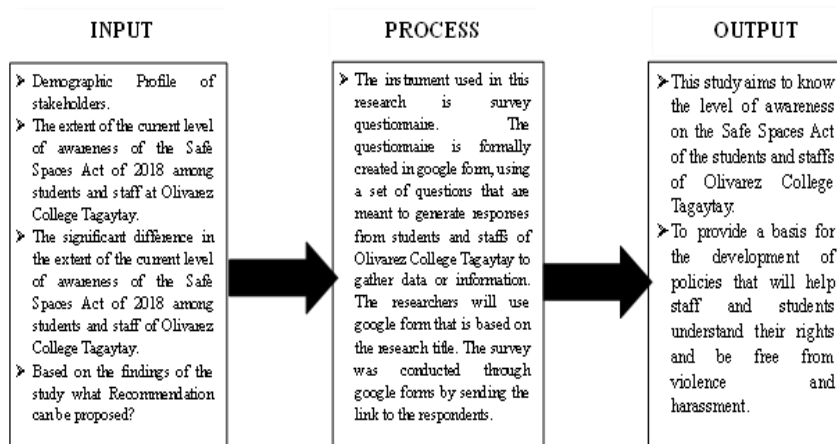 INPUT
➢ Demographic Profile of
stakeholders.
➢ The extent of the current level
of awareness of the Safe
Spaces Act of 2018 among
students and staff at Olivarez
College Tagaytay.
➢ The significant difference in
the extent of the current level
of awareness of the Safe
Spaces Act of 2018 among
students and staff of Olivarez
College Tagaytay.
➢ Based on the findings of the
study what Recommendation
can be proposed?
PROCESS
➢ The instrument used in this
research is survey
questionnaire. The
questionnaire is formally
created in google form, using
a set of questions that are
meant to generate responses
from students and staffs of
Olivarez College Tagaytay to
gather data or information.
The researchers will use
google form that is based on
the research title. The survey
was conducted through
google forms by sending the
link to the respondents.
OUTPUT
➢ This study aims to know
the level of awareness
on the Safe Spaces Act
of the students and staffs
of Olivarez College
Tagaytay.
➢ To provide a basis for
the development of
policies that will help
staff and students
understand their rights
and be free from
violence and
harassment.